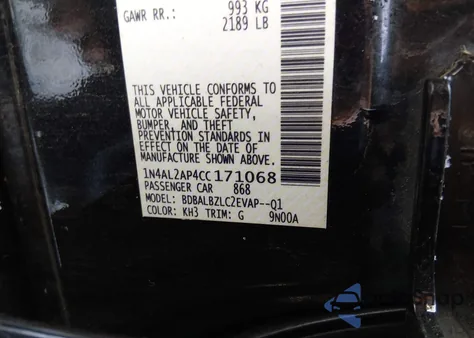 GAWR RR.: 993 KG
2189 LB
THIS VEHICLE CONFORMS TO
ALL APPLICABLE FEDERAL
MOTOR VEHICLE SAFETY,
BUMPER, AND THEFT
PREVENTION STANDARDS IN
EFFECT ON THE DATE OF
MANUFACTURE SHOWN ABOVE.
1N4AL2AP4CC171068
PASSENGER CAR 868
MODEL: BDBALBZLC2EVAP--Q1
COLOR: KH3 TRIM: G 9N00A